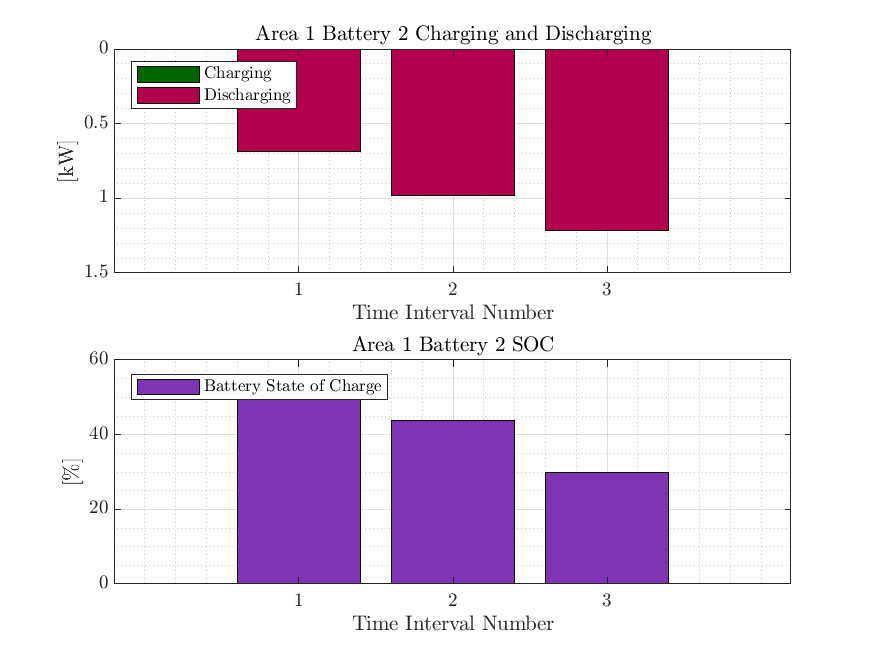 Area 1 Battery 2 Charging and Discharging
0
Charging
Discharging
0.5
[kW]
1
1.5
1 2 3
Time Interval Number
Area 1 Battery 2 SOC
60
Battery State of Charge
40
[%]
20
0
1 2 3
Time Interval Number